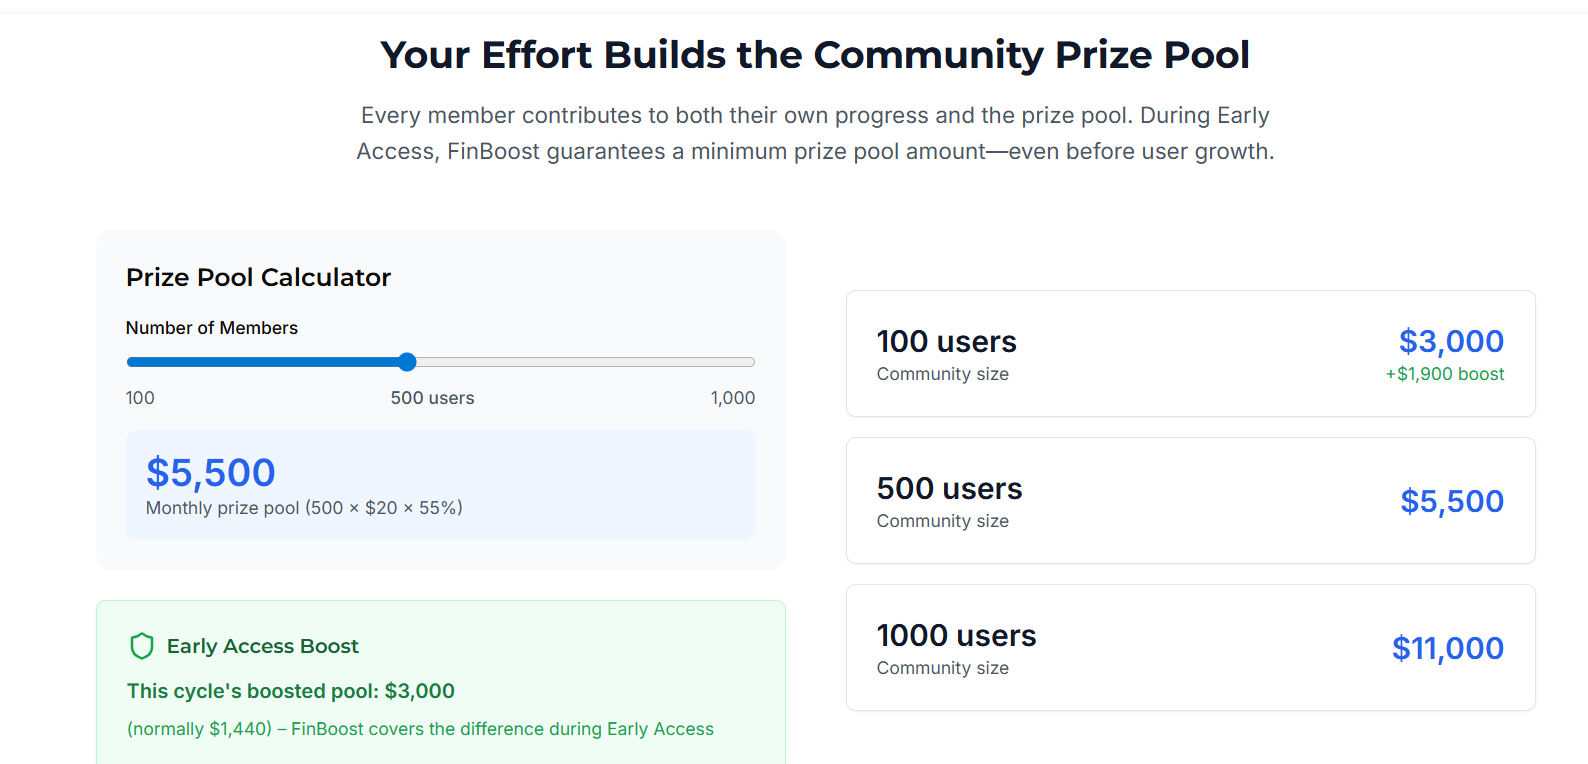 Your Effort Builds the Community Prize Pool
Every member contributes to both their own progress and the prize pool. During Early
Access, FinBoost guarantees a minimum prize pool amount—even before user growth.
Prize Pool Calculator
Number of Members
100
500 users
1,000
$5,500
Monthly prize pool (500 × $20 × 55%)
Early Access Boost
This cycle's boosted pool: $3,000
(normally $1,440) – FinBoost covers the difference during Early Access
100 users
Community size
$3,000
+$1,900 boost
500 users
Community size
$5,500
1000 users
Community size
$11,000